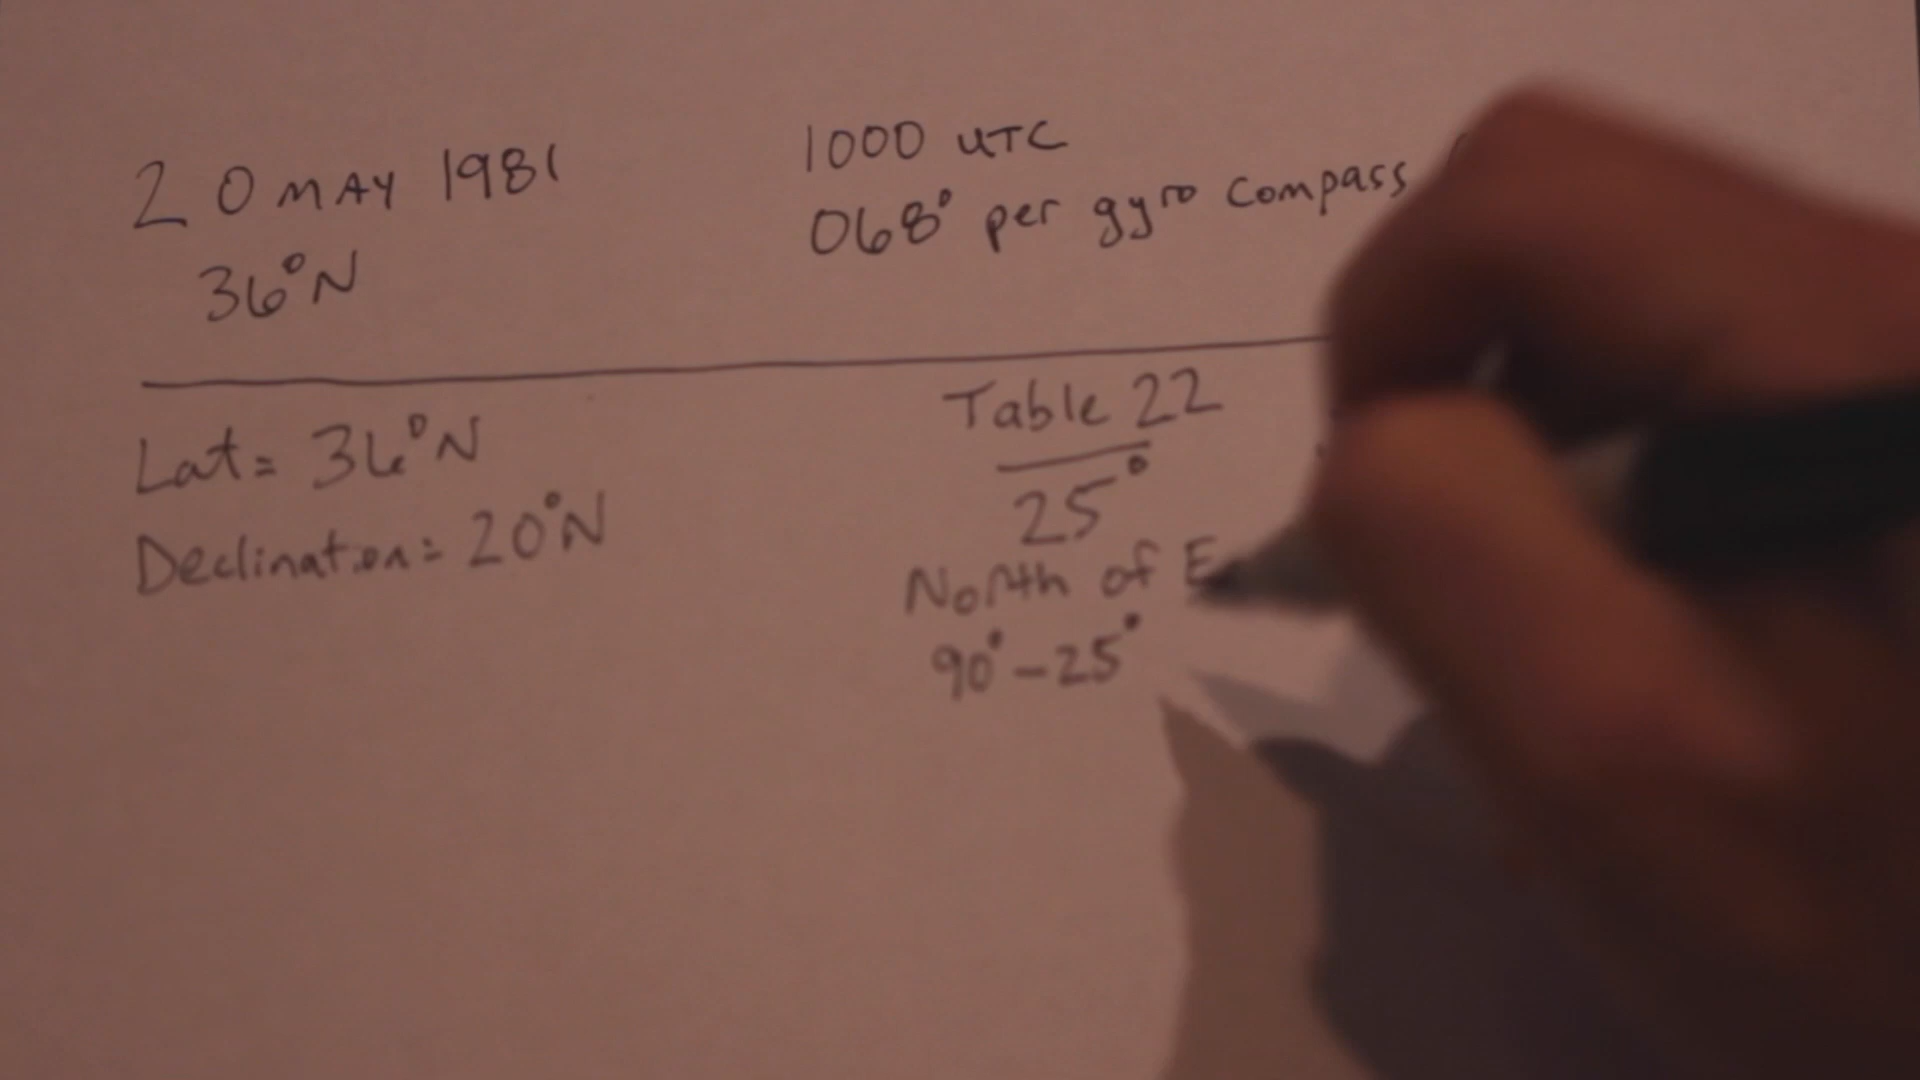 20 MAY 1981
36°N
1000 UTC
068° per gyro compass
Lat= 36°N
Declination= 20°N
Table 22
25°
North of E
90°-25°